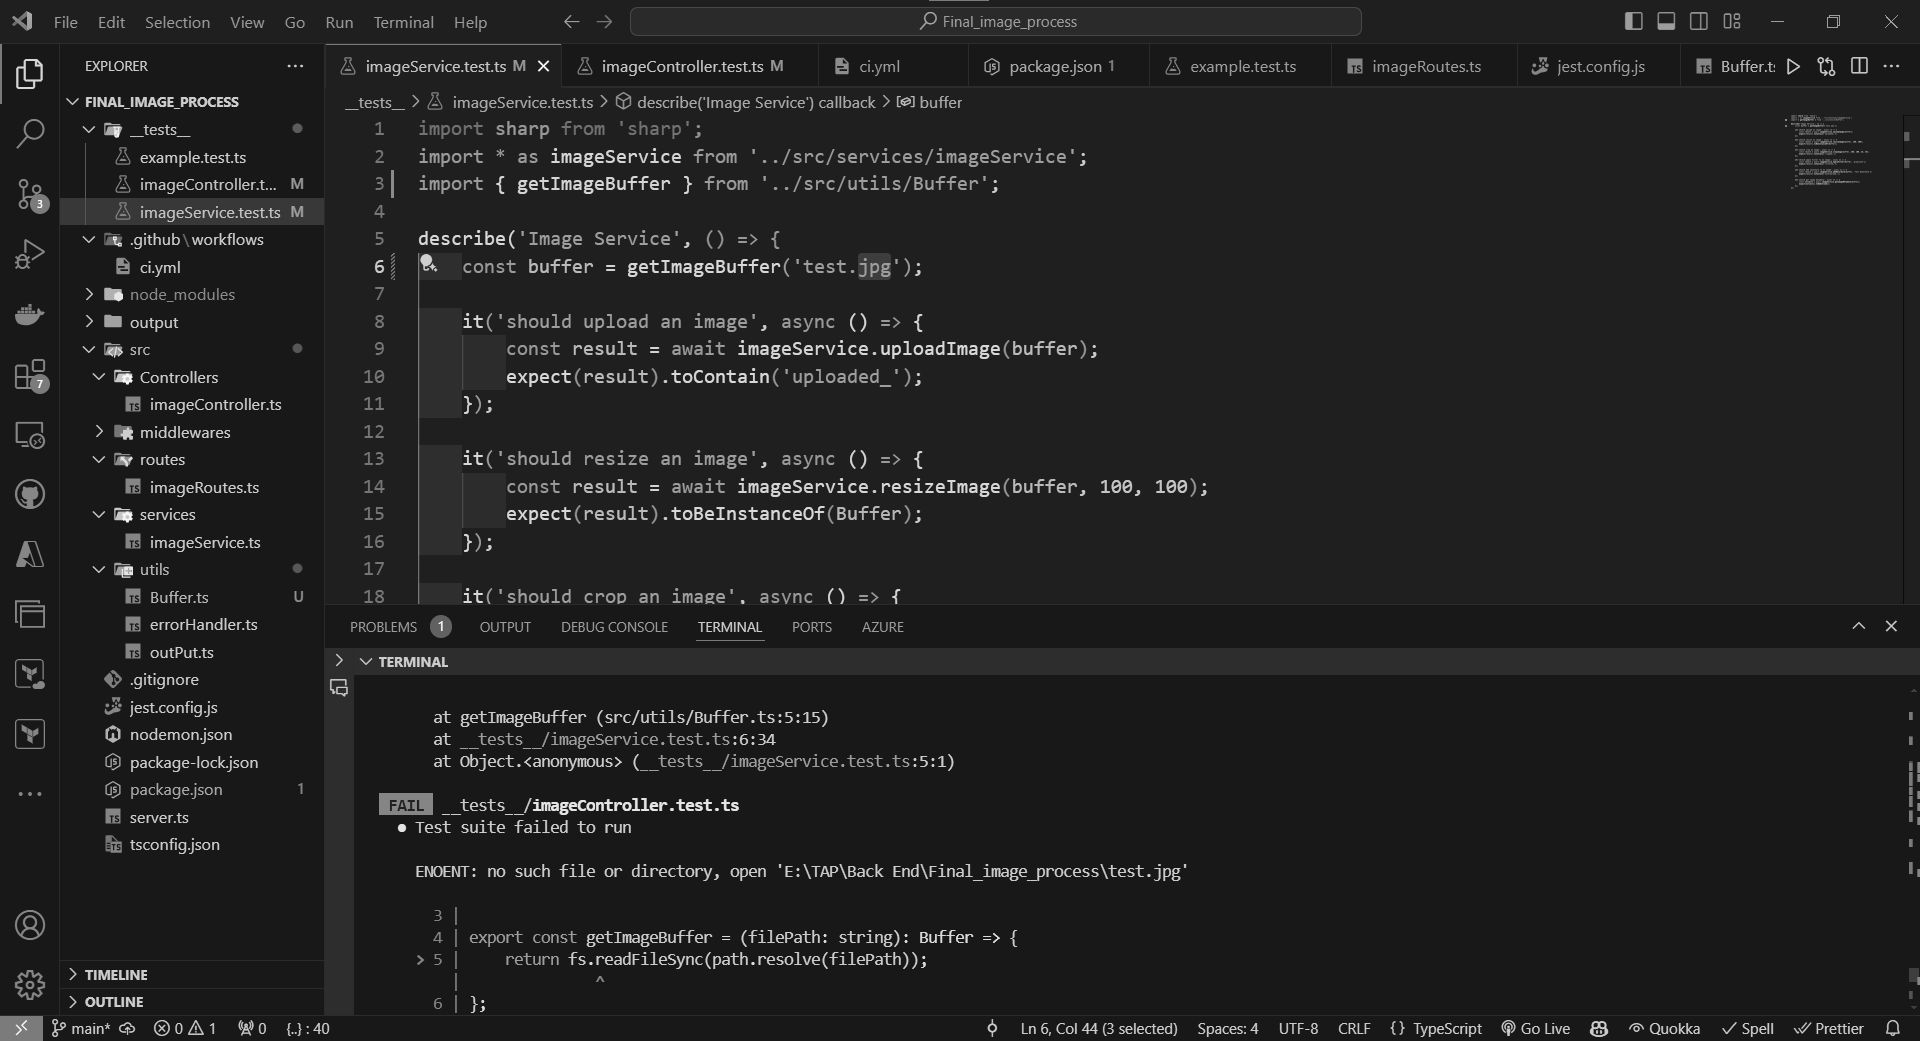 File Edit Selection View Go Run Terminal Help
Final_image_process
EXPLORER
FINAL_IMAGE_PROCESS
__tests__
example.test.ts
imageController.t... M
imageService.test.ts M
.github\workflows
ci.yml
node_modules
output
src
Controllers
imageController.ts
middlewares
routes
imageRoutes.ts
services
imageService.ts
utils
Buffer.ts U
errorHandler.ts
outPut.ts
.gitignore
jest.config.js
nodemon.json
package-lock.json
package.json 1
server.ts
tsconfig.json
TIMELINE
OUTLINE
3
7
imageService.test.ts M imageController.test.ts M ci.yml package.json 1 example.test.ts imageRoutes.ts jest.config.js Buffer.t
__tests__ > imageService.test.ts > describe('Image Service') callback > buffer
1 import sharp from 'sharp';
2 import * as imageService from '../src/services/imageService';
3 import { getImageBuffer } from '../src/utils/Buffer';
4
5 describe('Image Service', () => {
6 const buffer = getImageBuffer('test.jpg');
7
8 it('should upload an image', async () => {
9 const result = await imageService.uploadImage(buffer);
10 expect(result).toContain('uploaded_');
11 });
12
13 it('should resize an image', async () => {
14 const result = await imageService.resizeImage(buffer, 100, 100);
15 expect(result).toBeInstanceOf(Buffer);
16 });
17
18 it('should crop an image', async () => {
PROBLEMS 1 OUTPUT DEBUG CONSOLE TERMINAL PORTS AZURE
TERMINAL
at getImageBuffer (src/utils/Buffer.ts:5:15)
at __tests__/imageService.test.ts:6:34
at Object.<anonymous> (__tests__/imageService.test.ts:5:1)
FAIL __tests__/imageController.test.ts
● Test suite failed to run
ENOENT: no such file or directory, open 'E:\TAP\Back End\Final_image_process\test.jpg'
3 |
4 | export const getImageBuffer = (filePath: string): Buffer => {
> 5 | return fs.readFileSync(path.resolve(filePath));
| ^
6 | };
main* 0 1 0 {..} : 40 Ln 6, Col 44 (3 selected) Spaces: 4 UTF-8 CRLF {} TypeScript Go Live Quokka Spell Prettier